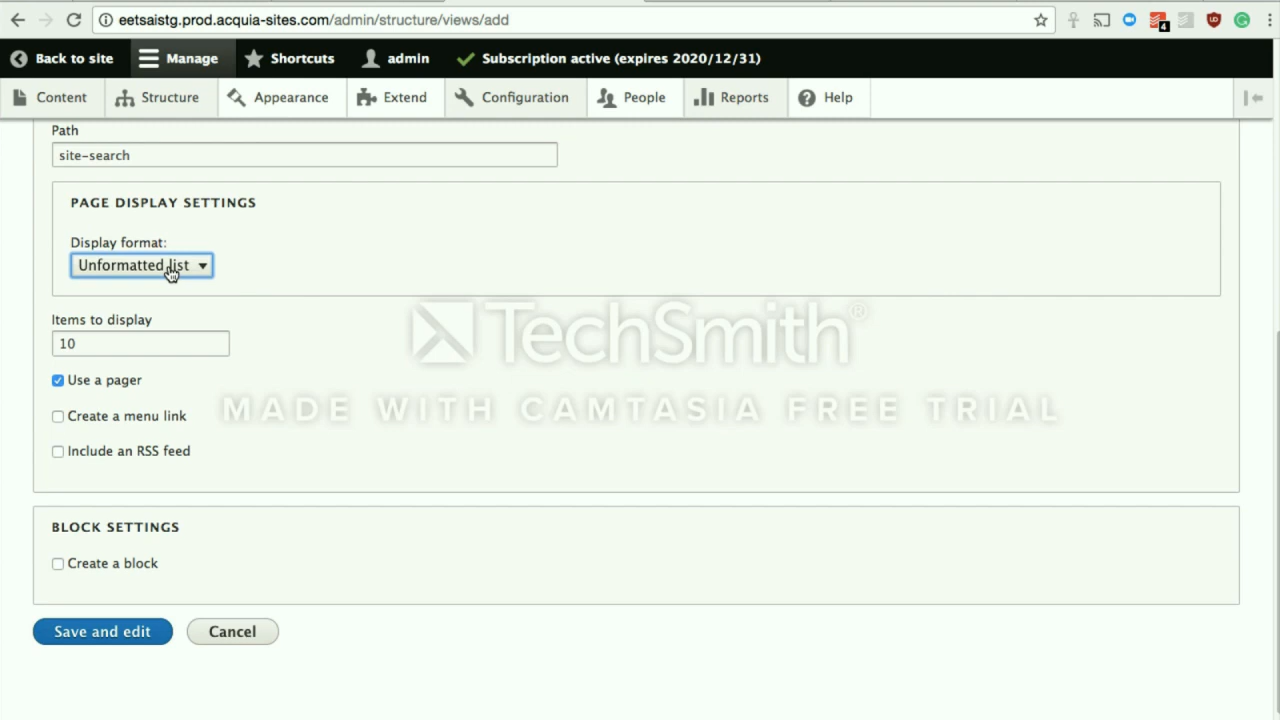 eetsaistg.prod.acquia-sites.com/admin/structure/views/add
4
Back to site Manage Shortcuts admin Subscription active (expires 2020/12/31)
Content Structure Appearance Extend Configuration People Reports Help
Path
site-search
PAGE DISPLAY SETTINGS
Display format:
Unformatted list
Items to display
10
TechSmith®
Use a pager
Create a menu link
MADE WITH CAMTASIA FREE TRIAL
Include an RSS feed
BLOCK SETTINGS
Create a block
Save and edit Cancel